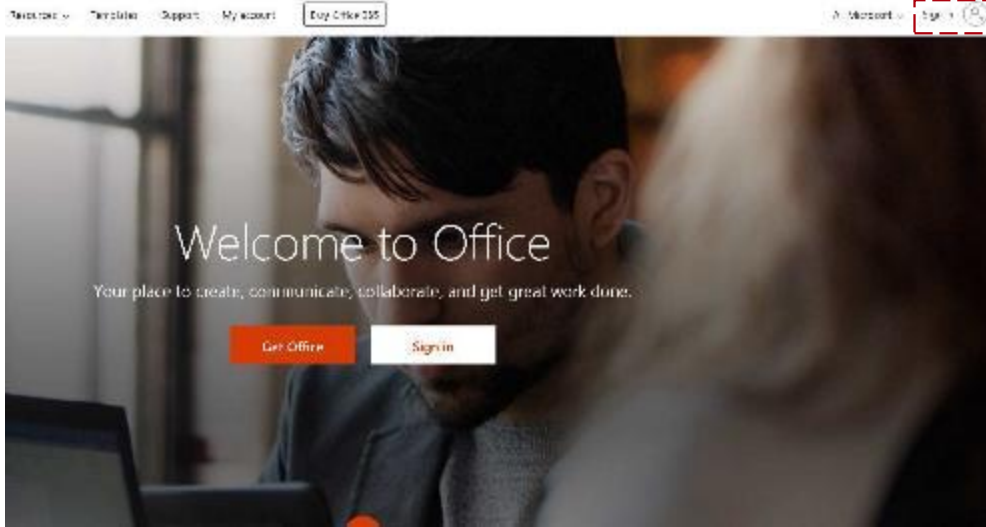 Resources Templates Support My account Buy Office 365 All Microsoft Sign in
Welcome to Office
Your place to create, communicate, collaborate, and get great work done.
Get Office Sign in